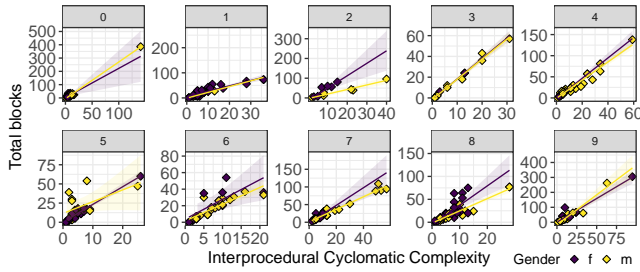 0 1 2 3 4
500 400 300 200 100 0
0 50 100
200 100 0
0 10 20 30
300 200 100 0
10 20 30 40
60 40 20 0
0 10 20 30
150 100 50 0
0 20 40 60
Total blocks
5 6 7 8 9
75 50 25 0
0 10 20
80 60 40 20 0
0 5 10 15 20
150 100 50 0
0 20 40
150 100 50 0
0 10 20
400 300 200 100 0
0 25 50 75
Interprocedural Cyclomatic Complexity
Gender f m